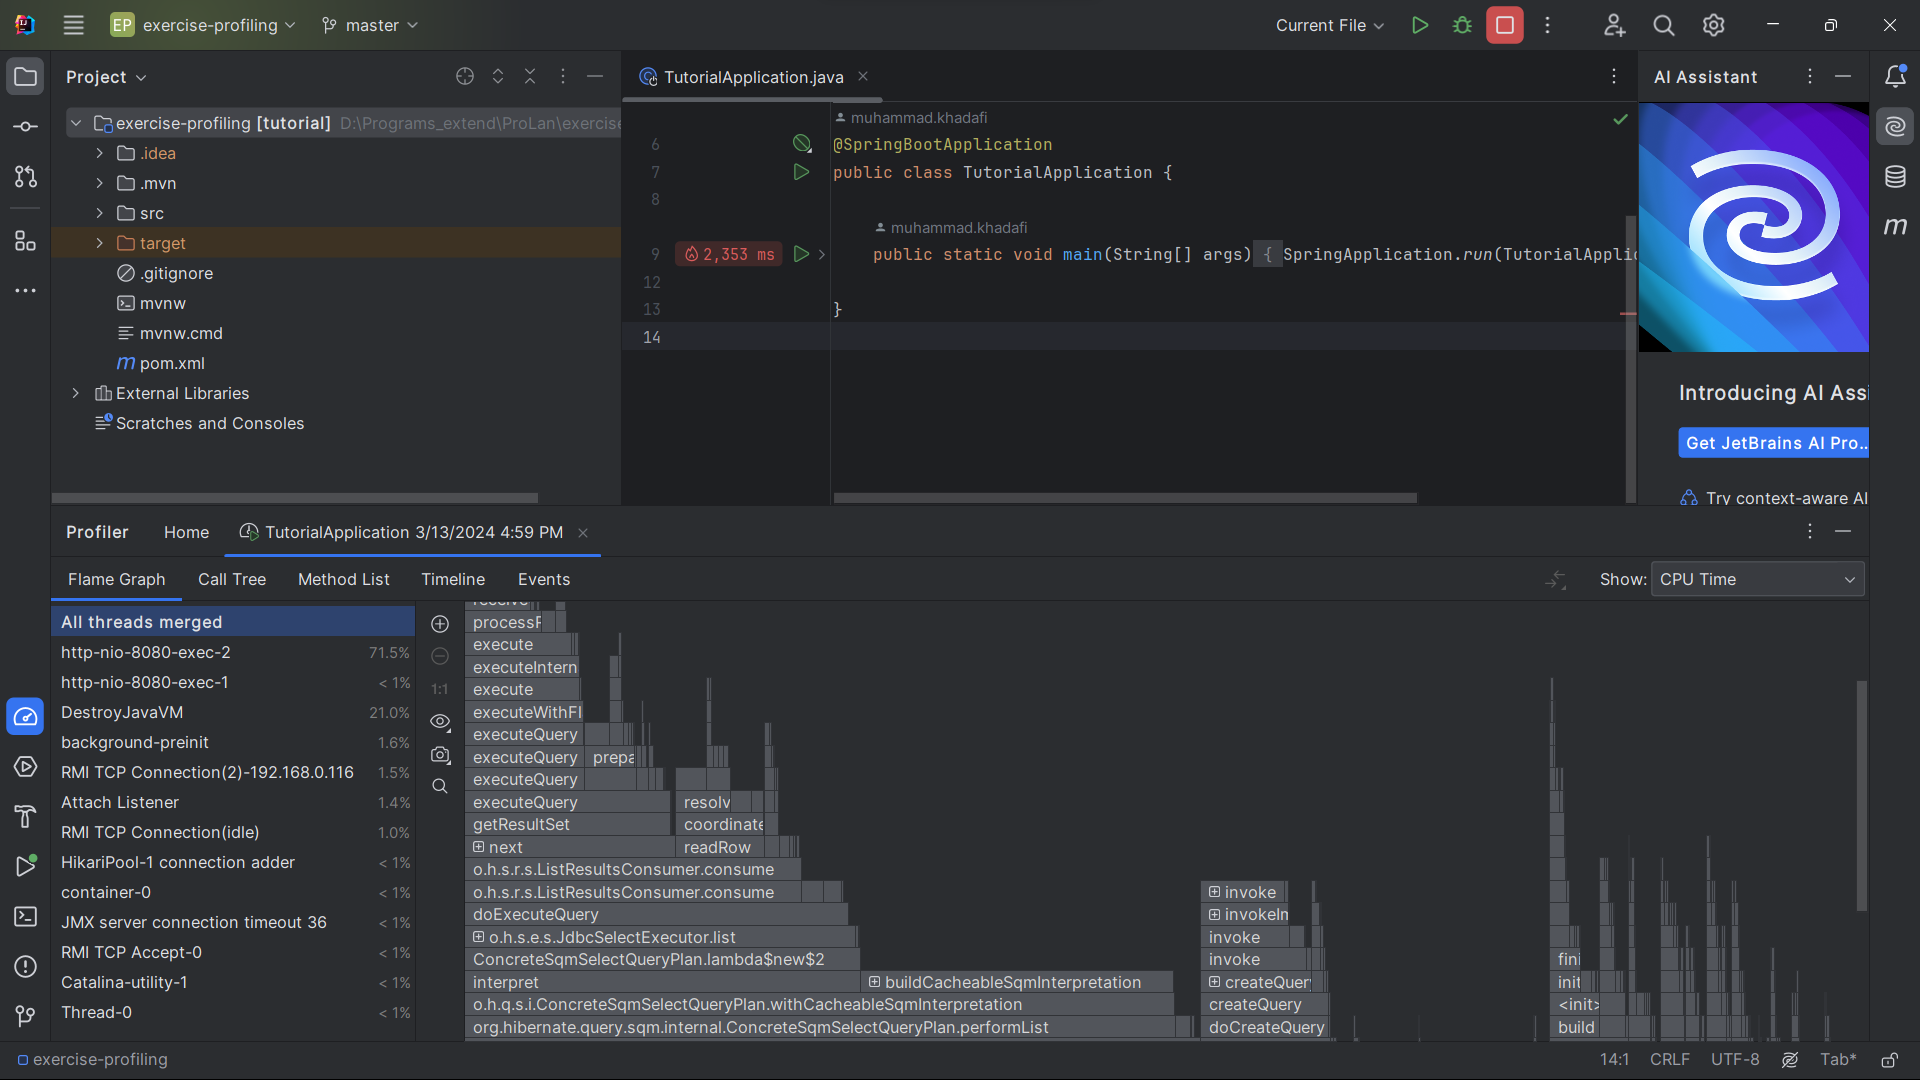 EP exercise-profiling master Current File
Project
exercise-profiling [tutorial] D:\Programs_extend\ProLan\exercise
.idea
.mvn
src
target
.gitignore
mvnw
mvnw.cmd
m pom.xml
External Libraries
Scratches and Consoles
TutorialApplication.java
muhammad.khadafi
6 @SpringBootApplication
7 public class TutorialApplication {
8
muhammad.khadafi
9 2,353 ms public static void main(String[] args) { SpringApplication.run(TutorialApplic
12
13 }
14
AI Assistant
Introducing AI Assi
Get JetBrains AI Pro..
Try context-aware AI
m
Profiler Home TutorialApplication 3/13/2024 4:59 PM
Flame Graph Call Tree Method List Timeline Events Show: CPU Time
All threads merged
http-nio-8080-exec-2 71.5%
http-nio-8080-exec-1 < 1%
DestroyJavaVM 21.0%
background-preinit 1.6%
RMI TCP Connection(2)-192.168.0.116 1.5%
Attach Listener 1.4%
RMI TCP Connection(idle) 1.0%
HikariPool-1 connection adder < 1%
container-0 < 1%
JMX server connection timeout 36 < 1%
RMI TCP Accept-0 < 1%
Catalina-utility-1 < 1%
Thread-0 < 1%
1:1
processF
execute
executeIntern
execute
executeWithFl
executeQuery
executeQuery prepa
executeQuery
executeQuery resolv
getResultSet coordinate
next readRow
o.h.s.r.s.ListResultsConsumer.consume
o.h.s.r.s.ListResultsConsumer.consume invoke
doExecuteQuery invokeIm
o.h.s.e.s.JdbcSelectExecutor.list invoke
ConcreteSqmSelectQueryPlan.lambda$new$2 invoke fini
interpret buildCacheableSqmInterpretation createQuer init
o.h.q.s.i.ConcreteSqmSelectQueryPlan.withCacheableSqmInterpretation createQuery <init>
org.hibernate.query.sqm.internal.ConcreteSqmSelectQueryPlan.performList doCreateQuery build
exercise-profiling 14:1 CRLF UTF-8 Tab*